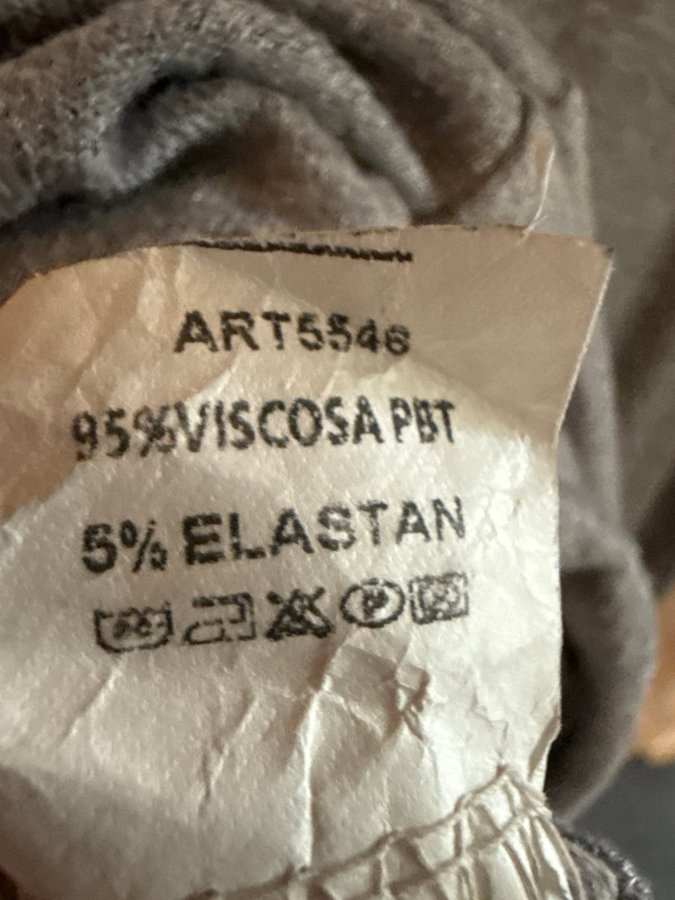 ART5546
95%VISCOSA PBT
5% ELASTAN